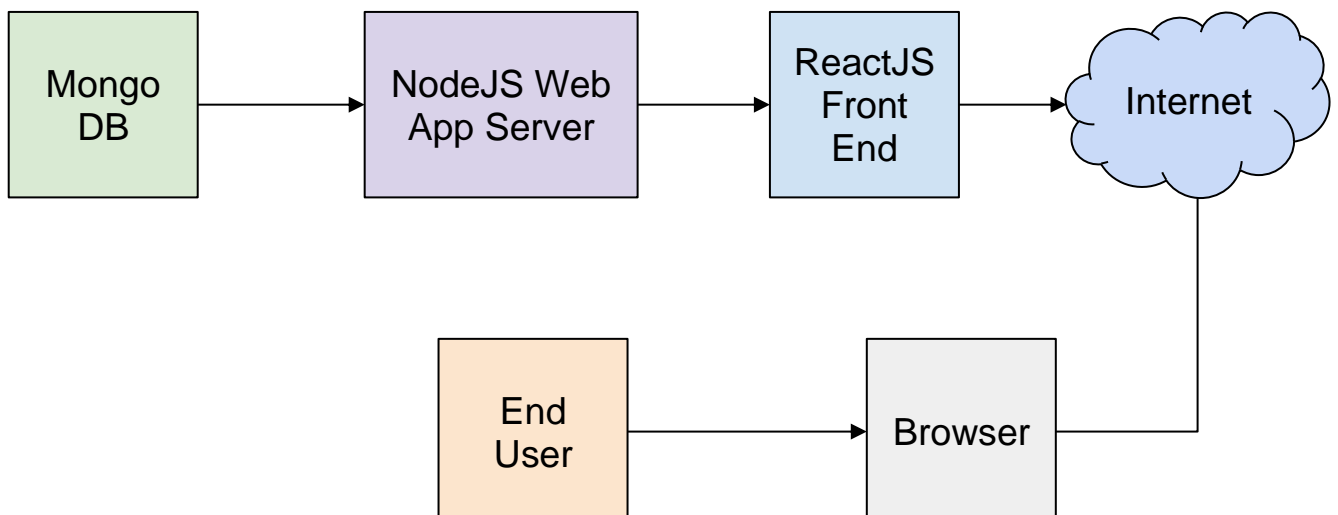 Mongo
DB
NodeJS Web
App Server
ReactJS
Front
End
Internet
End
User
Browser